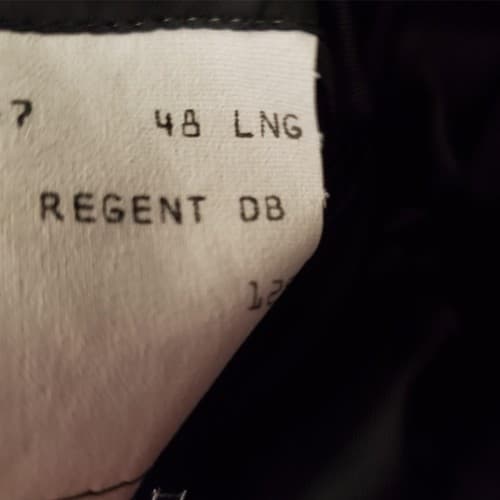 7 48 LNG
REGENT DB
12